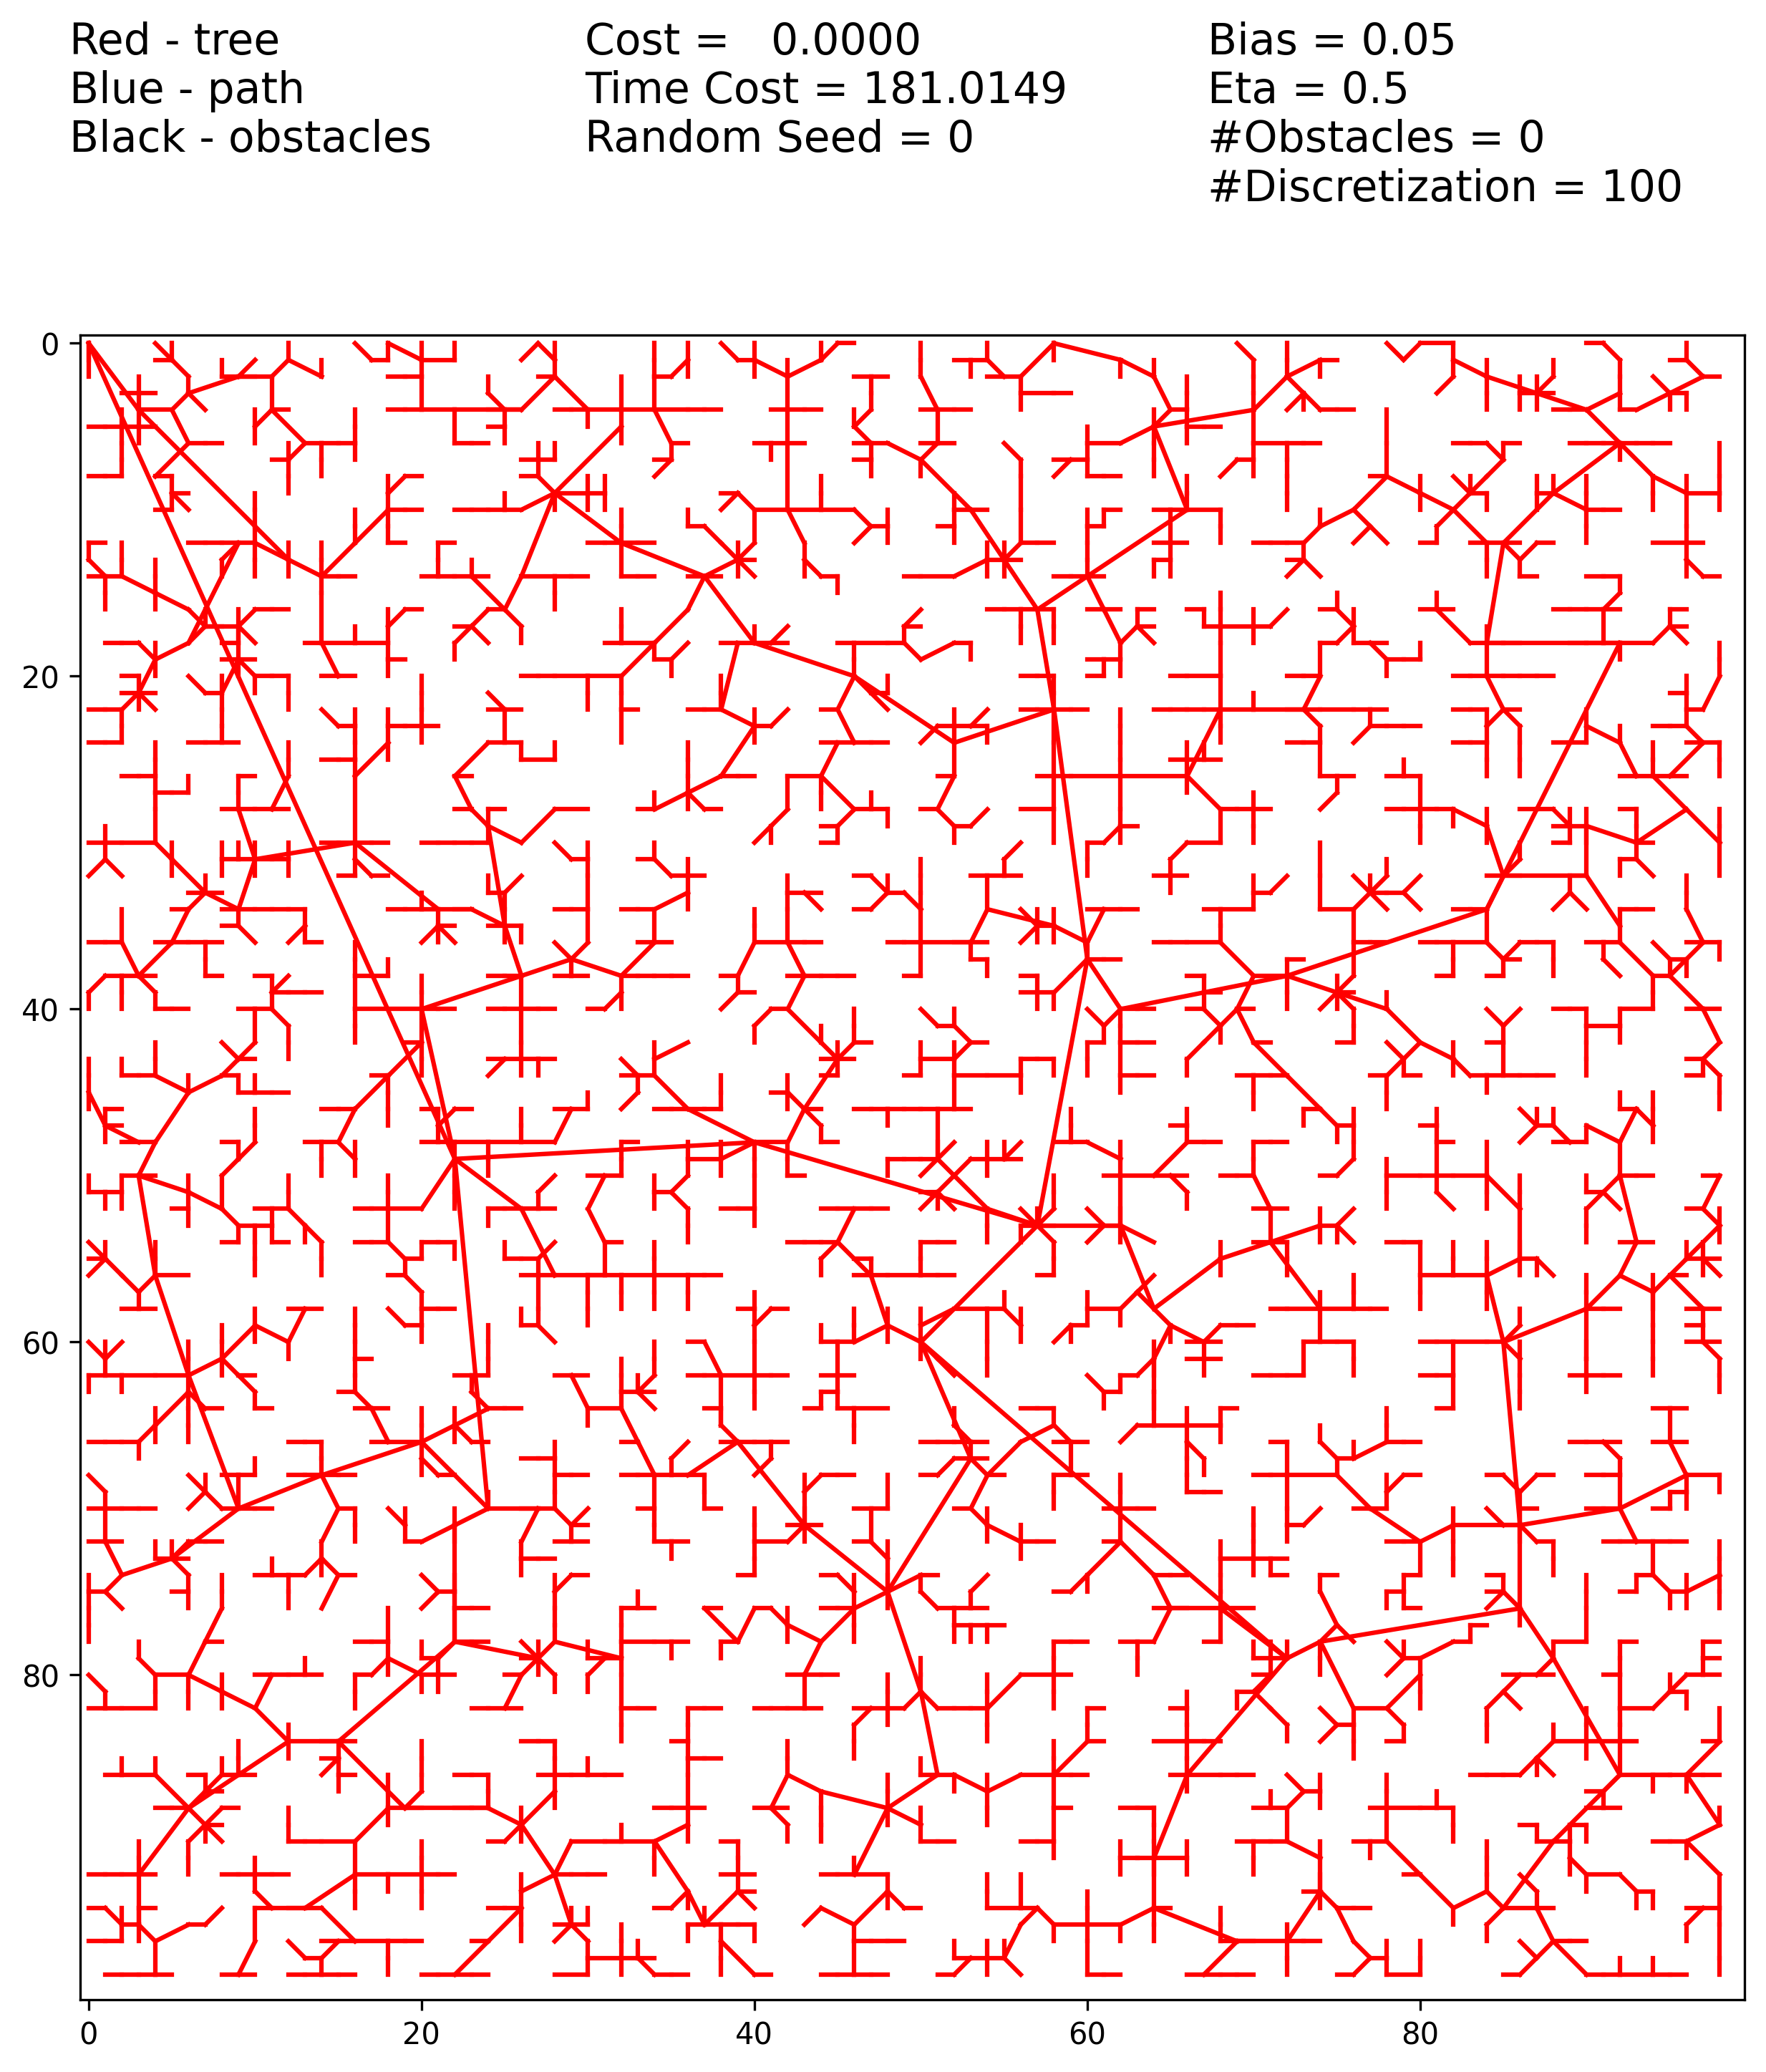 Red - tree
Blue - path
Black - obstacles
Cost =   0.0000
Time Cost = 181.0149
Random Seed = 0
Bias = 0.05
Eta = 0.5
#Obstacles = 0
#Discretization = 100
0
20
40
60
80
0
20
40
60
80